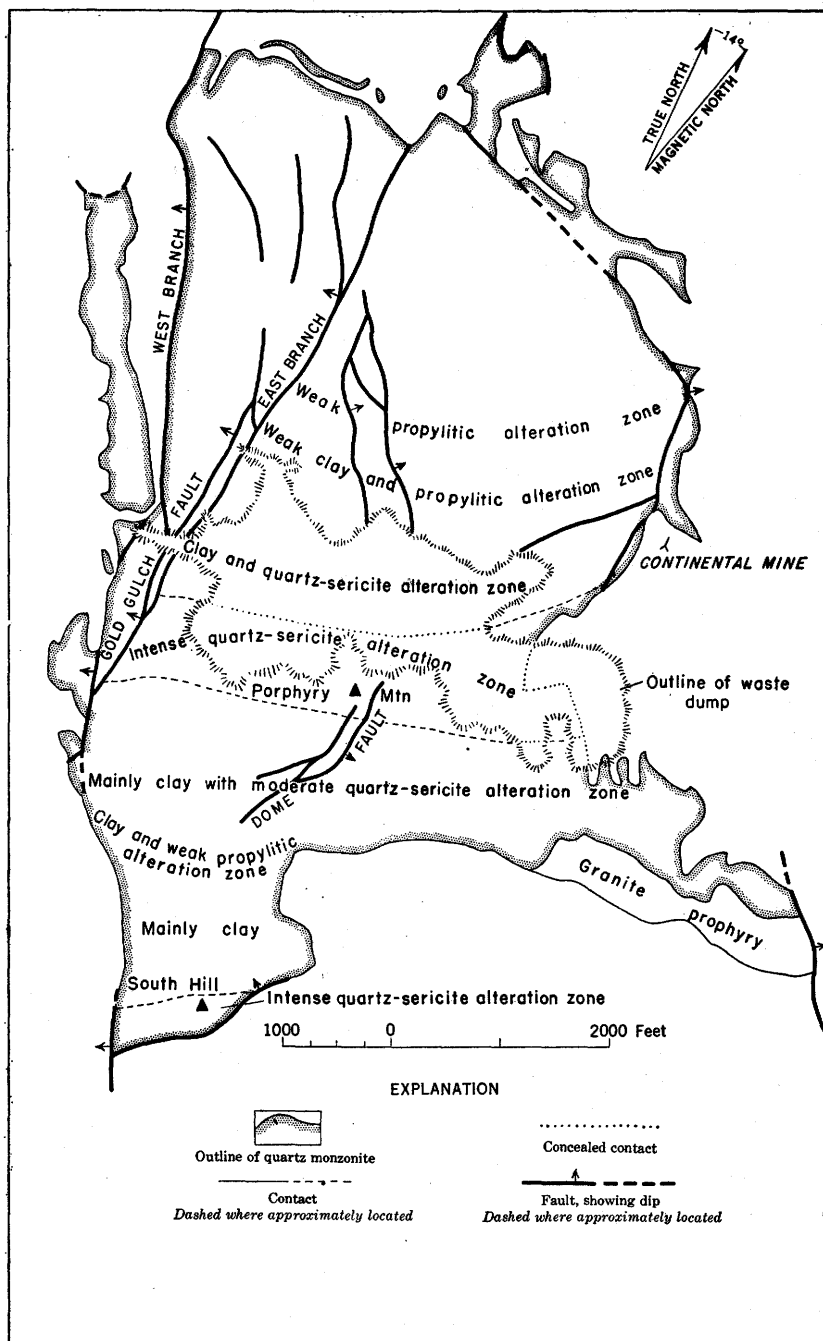 -14°
TRUE NORTH
MAGNETIC NORTH
WEST BRANCH
EAST BRANCH
Weak
propylitic alteration zone
Weak clay and
propylitic alteration zone
FAULT
GOLD GULCH
Clay and quartz-sericite alteration zone
CONTINENTAL MINE
Intense quartz-sericite alteration
zone
Porphyry Mtn
Outline of waste
dump
FAULT
DOME
Mainly clay with moderate quartz-sericite alteration zone
Clay and weak propylitic
alteration zone
Granite
prophyry
Mainly clay
South Hill
Intense quartz-sericite alteration zone
1000 0 2000 Feet
EXPLANATION
Outline of quartz monzonite
Concealed contact
Contact
Dashed where approximately located
Fault, showing dip
Dashed where approximately located